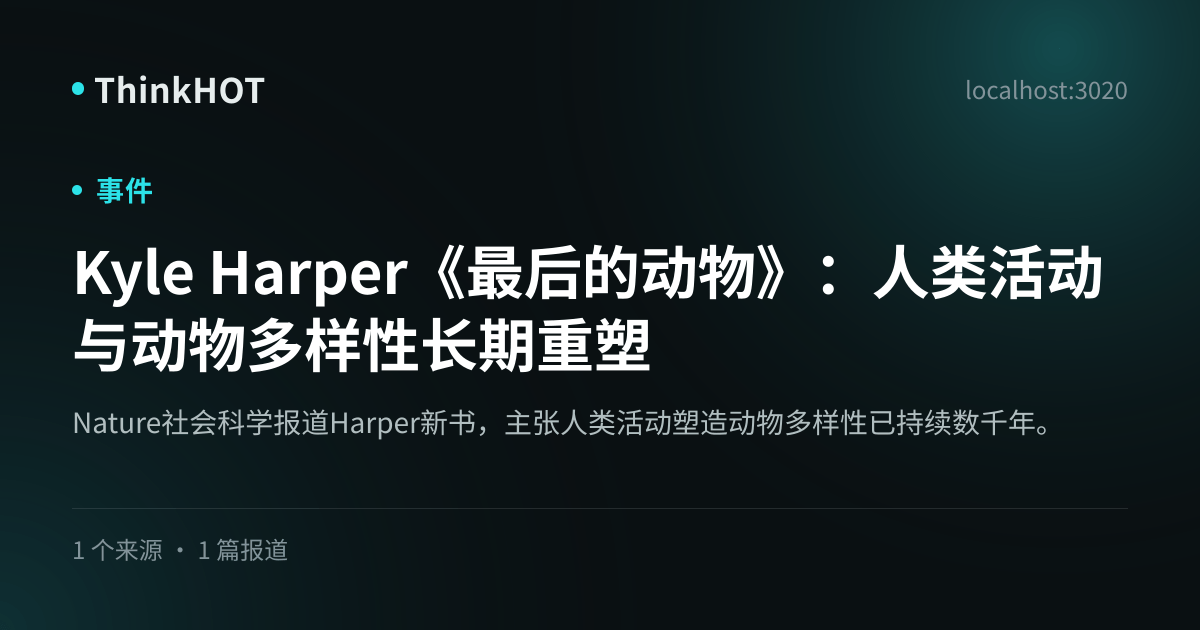 ThinkHOT
localhost:3020
事件
Kyle Harper《最后的动物》：人类活动
与动物多样性长期重塑
Nature社会科学报道Harper新书，主张人类活动塑造动物多样性已持续数千年。
1 个来源 · 1 篇报道